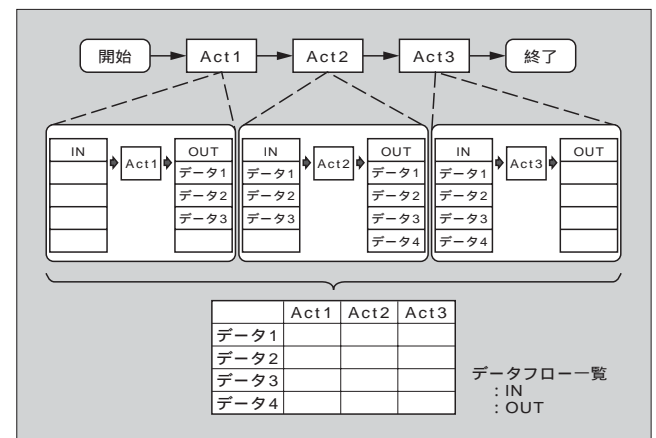 開始 Act1 Act2 Act3 終了
IN Act1 OUT IN Act2 OUT IN Act3 OUT
データ1 データ1 データ1 データ1
データ2 データ2 データ2 データ2
データ3 データ3 データ3 データ3
データ4 データ4
Act1 Act2 Act3
データ1
データ2
データ3
データ4
データフロー一覧
: IN
: OUT